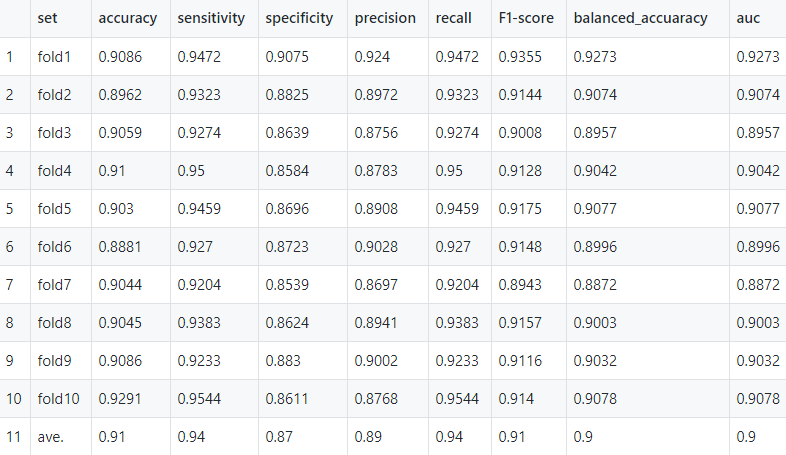 set accuracy sensitivity specificity precision recall F1-score balanced_accuaracy auc
1 fold1 0.9086 0.9472 0.9075 0.924 0.9472 0.9355 0.9273 0.9273
2 fold2 0.8962 0.9323 0.8825 0.8972 0.9323 0.9144 0.9074 0.9074
3 fold3 0.9059 0.9274 0.8639 0.8756 0.9274 0.9008 0.8957 0.8957
4 fold4 0.91 0.95 0.8584 0.8783 0.95 0.9128 0.9042 0.9042
5 fold5 0.903 0.9459 0.8696 0.8908 0.9459 0.9175 0.9077 0.9077
6 fold6 0.8881 0.927 0.8723 0.9028 0.927 0.9148 0.8996 0.8996
7 fold7 0.9044 0.9204 0.8539 0.8697 0.9204 0.8943 0.8872 0.8872
8 fold8 0.9045 0.9383 0.8624 0.8941 0.9383 0.9157 0.9003 0.9003
9 fold9 0.9086 0.9233 0.883 0.9002 0.9233 0.9116 0.9032 0.9032
10 fold10 0.9291 0.9544 0.8611 0.8768 0.9544 0.914 0.9078 0.9078
11 ave. 0.91 0.94 0.87 0.89 0.94 0.91 0.9 0.9